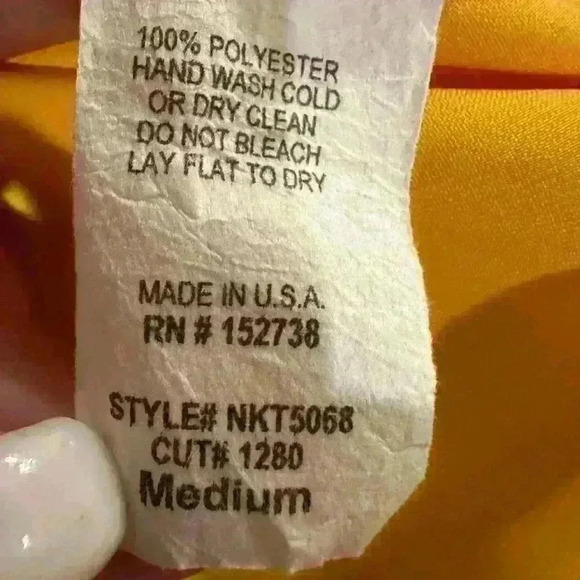 100% POLYESTER
HAND WASH COLD
OR DRY CLEAN
DO NOT BLEACH
LAY FLAT TO DRY
MADE IN U.S.A.
RN # 152738
STYLE# NKT5068
CUT# 1280
Medium